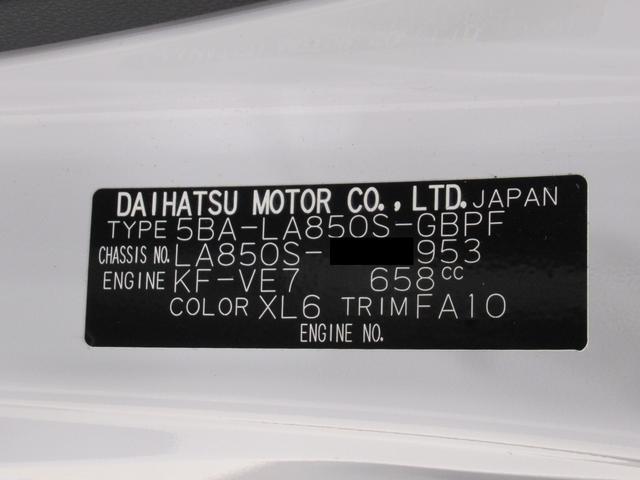 DAIHATSU MOTOR CO., LTD. JAPAN
TYPE 5BA-LA850S-GBPF
CHASSIS NO. LA850S- 953
ENGINE KF-VE7 658CC
COLOR XL6 TRIM FA10
ENGINE NO.